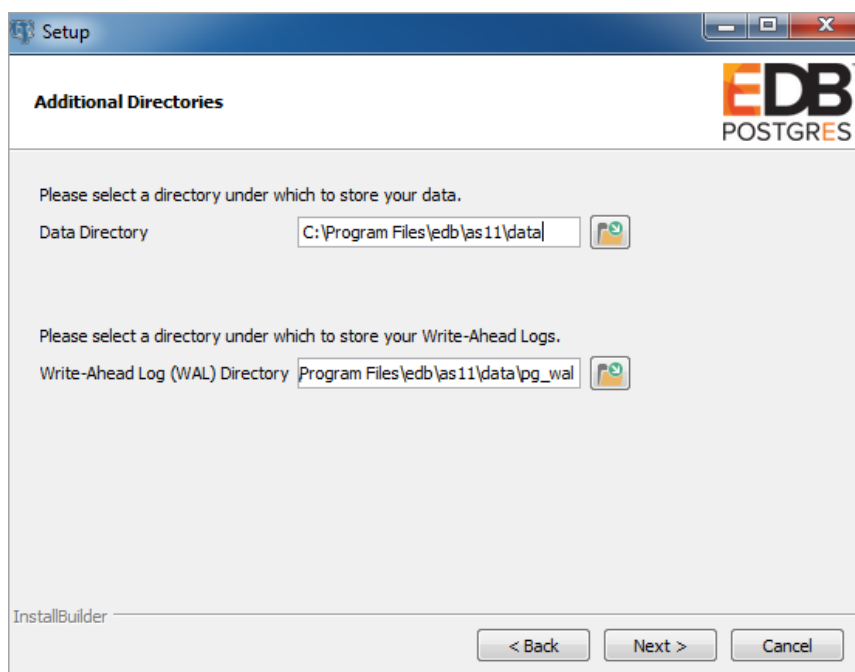 Setup
Additional Directories
EDB
POSTGRES
Please select a directory under which to store your data.
Data Directory C:\Program Files\edb\as11\data
Please select a directory under which to store your Write-Ahead Logs.
Write-Ahead Log (WAL) Directory Program Files\edb\as11\data\pg_wal
InstallBuilder
< Back Next > Cancel